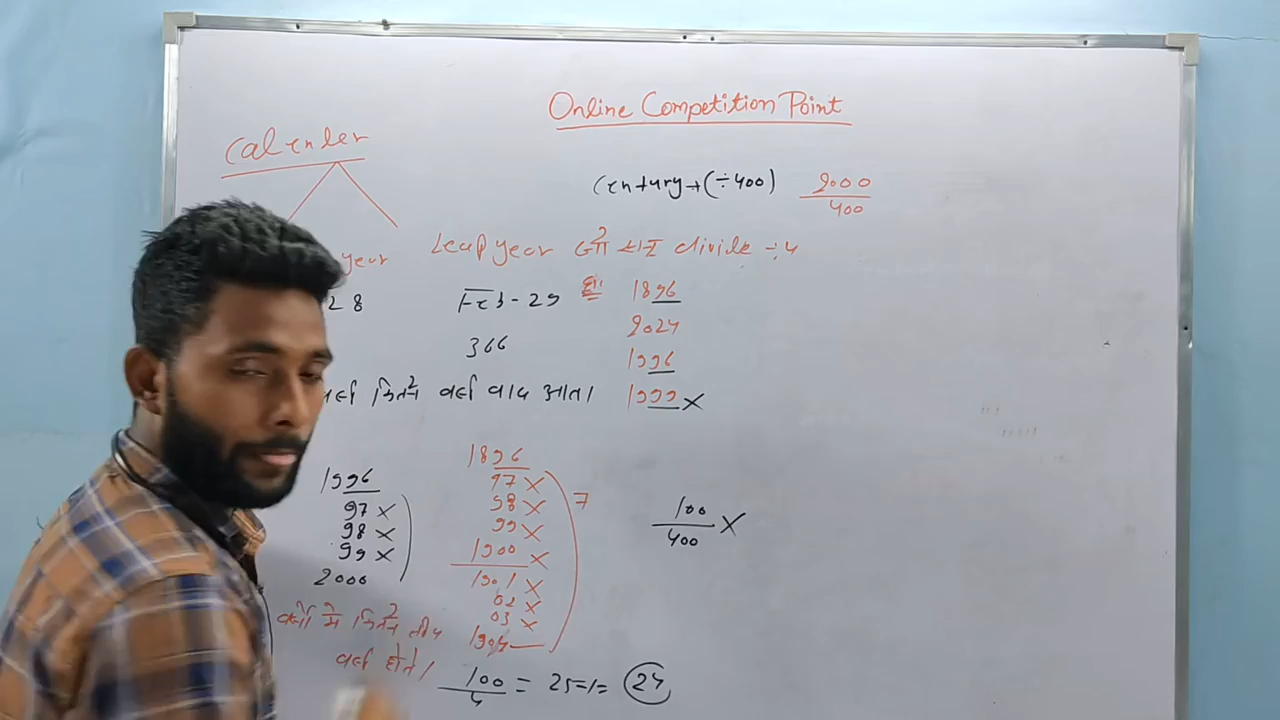 Online Competition Point
Calender
Century → (÷400) 2000/400
year Leap year divide ÷4
28 Feb - 29 Ex: 1896
2024
366 1996
वर्ष कितने वर्ष बाद आता। 1999 ×
1996
97 ×
98 ×
99 ×
2000
1896
97 ×
98 ×
99 ×
1900 ×
1901 ×
02 ×
03 ×
1904
7
100/400 ×
वर्षों में कितने लीप
वर्ष होते।
100/4 = 25-1= 24